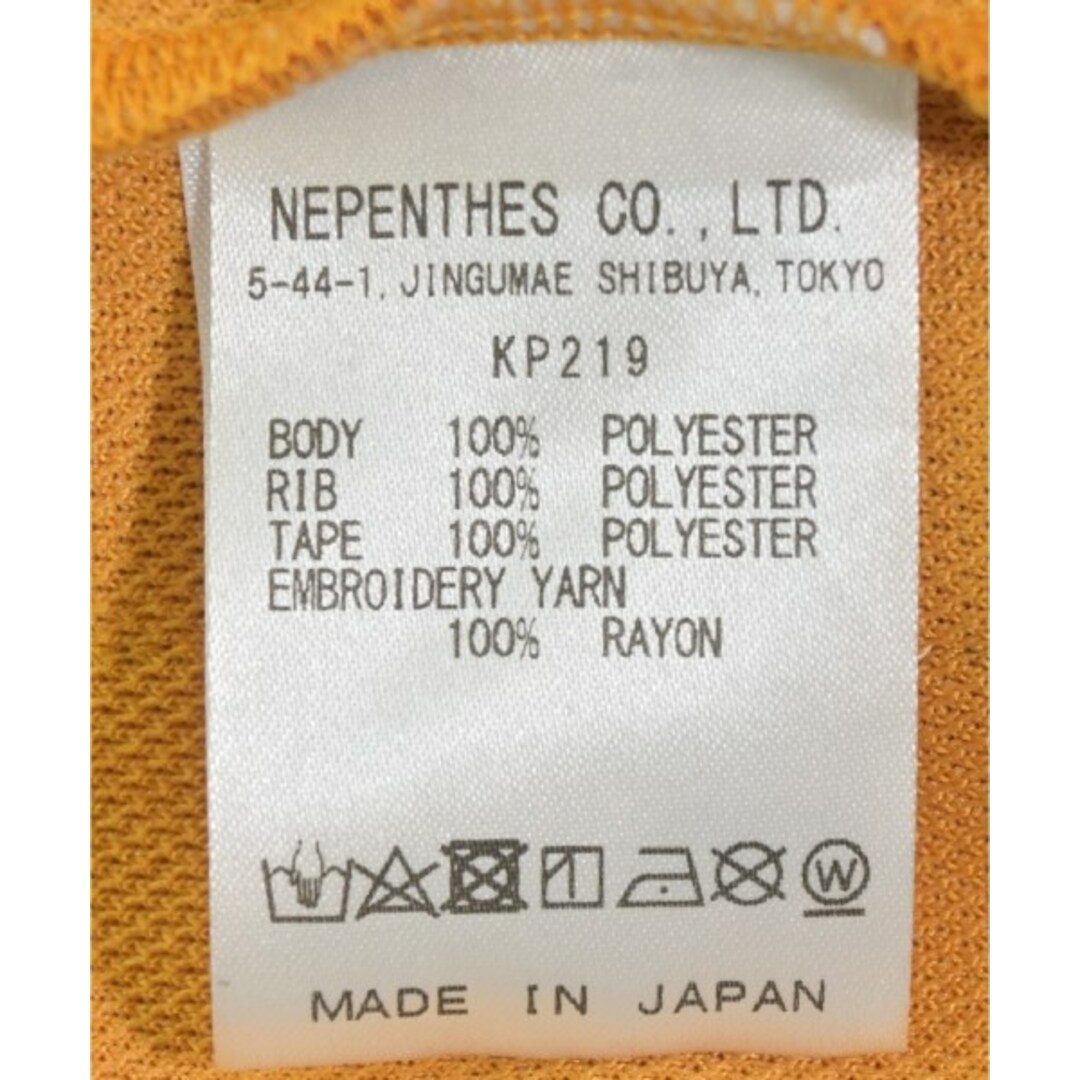 NEPENTHES CO.,LTD.
5-44-1, JINGUMAE SHIBUYA, TOKYO
KP219
BODY 100% POLYESTER
RIB 100% POLYESTER
TAPE 100% POLYESTER
EMBROIDERY YARN
100% RAYON
W
MADE IN JAPAN